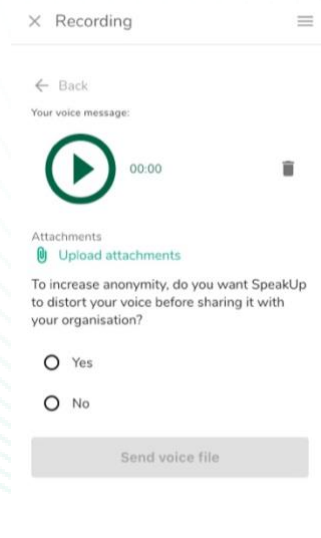 Recording
Back
Your voice message:
00:00
Attachments
Upload attachments
To increase anonymity, do you want SpeakUp
to distort your voice before sharing it with
your organisation?
Yes
No
Send voice file